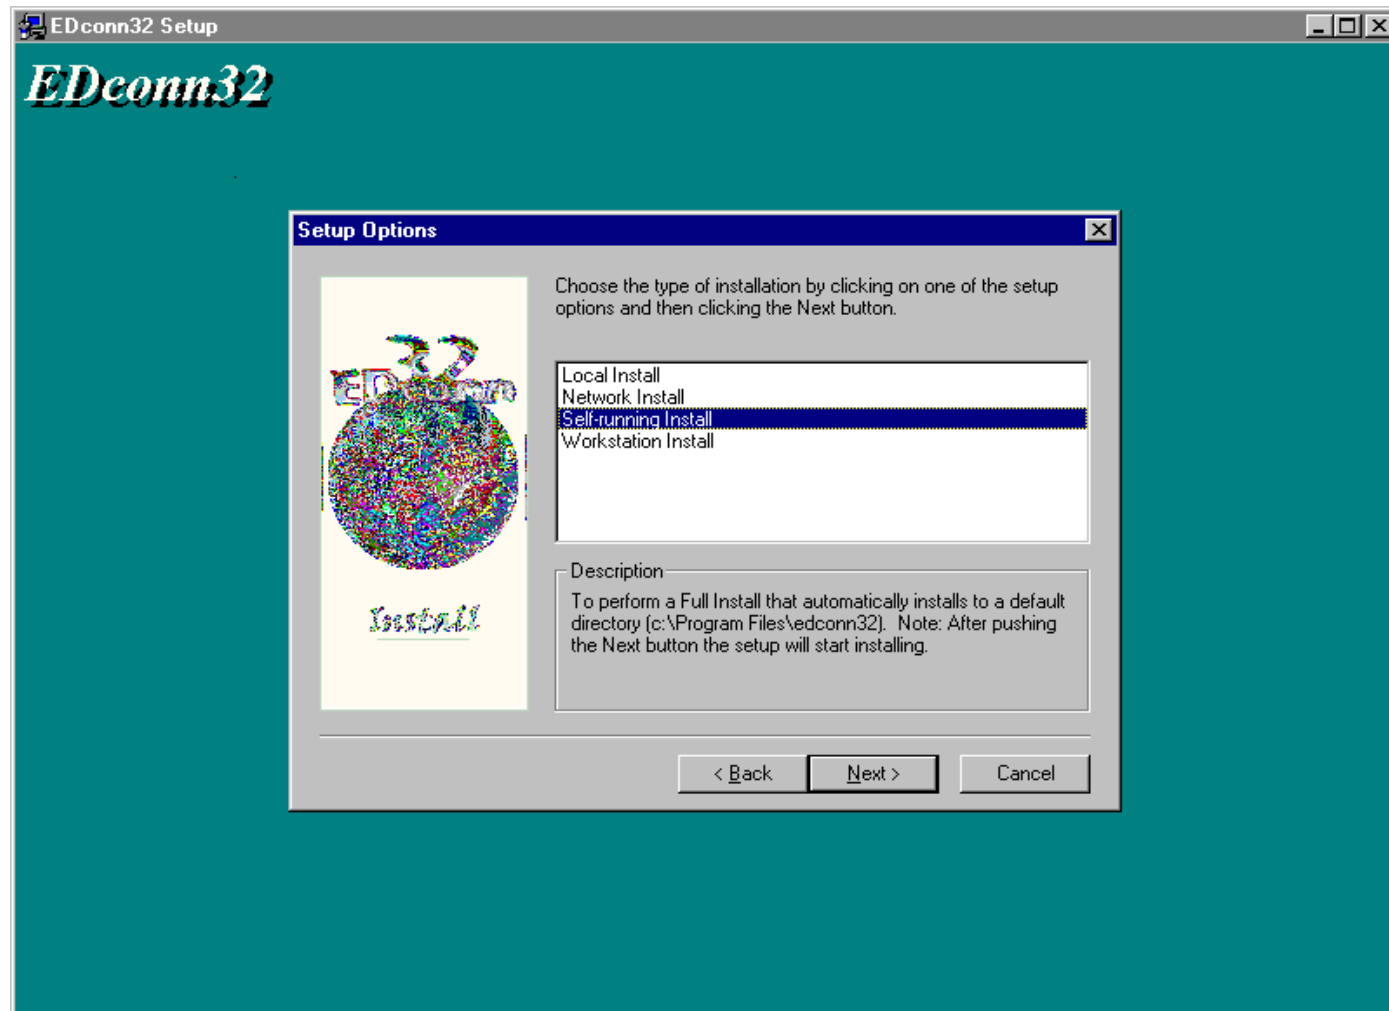 EDconn32 Setup
EDconn32
Setup Options
Choose the type of installation by clicking on one of the setup
options and then clicking the Next button.
32
EDconn
Install
Local Install
Network Install
Self-running Install
Workstation Install
Description
To perform a Full Install that automatically installs to a default
directory (c:\Program Files\edconn32).  Note: After pushing
the Next button the setup will start installing.
< Back
Next >
Cancel